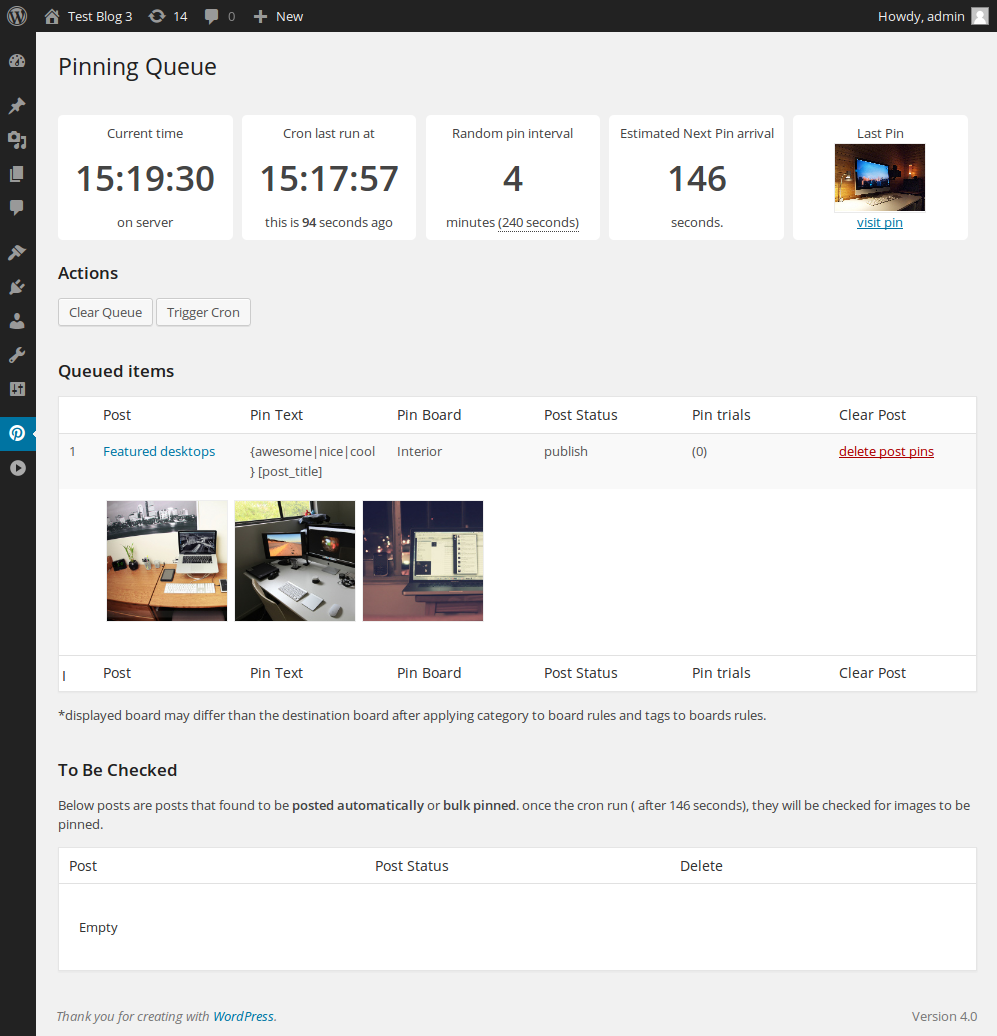 Test Blog 3 14 0 New Howdy, admin
Pinning Queue
Current time
15:19:30
on server
Cron last run at
15:17:57
this is 94 seconds ago
Random pin interval
4
minutes (240 seconds)
Estimated Next Pin arrival
146
seconds.
Last Pin
visit pin
Actions
Clear Queue Trigger Cron
Queued items
Post Pin Text Pin Board Post Status Pin trials Clear Post
1 Featured desktops {awesome|nice|cool Interior publish (0) delete post pins
} [post_title]
Post Pin Text Pin Board Post Status Pin trials Clear Post
*displayed board may differ than the destination board after applying category to board rules and tags to boards rules.
To Be Checked
Below posts are posts that found to be posted automatically or bulk pinned. once the cron run ( after 146 seconds), they will be checked for images to be
pinned.
Post Post Status Delete
Empty
Thank you for creating with WordPress. Version 4.0